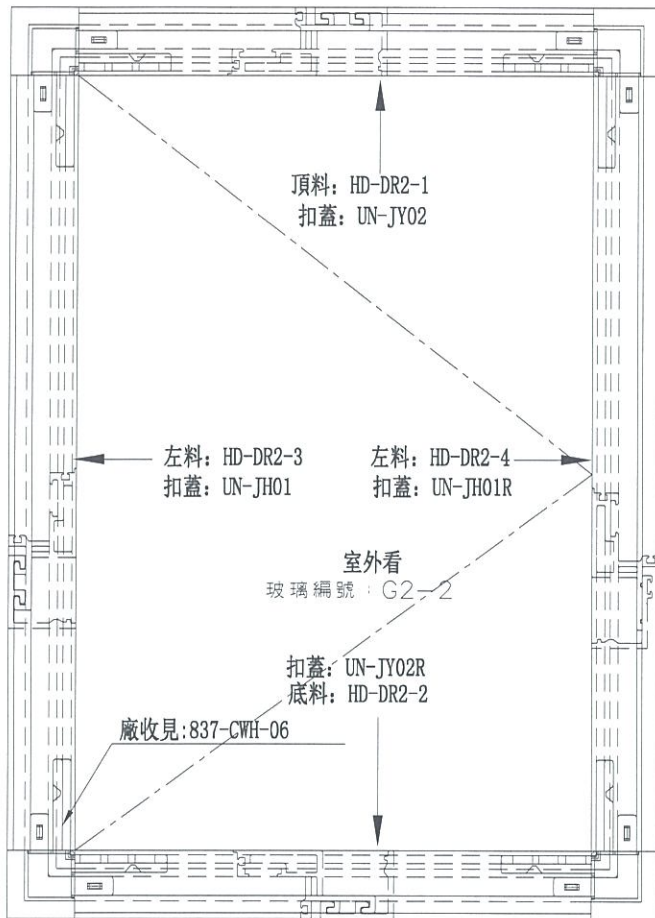 頂料: HD-DR2-1
扣蓋: UN-JY02
左料: HD-DR2-3
扣蓋: UN-JH01
左料: HD-DR2-4
扣蓋: UN-JH01R
室外看
玻璃編號：G2-2
扣蓋: UN-JY02R
底料: HD-DR2-2
廠收見:837-CWH-06